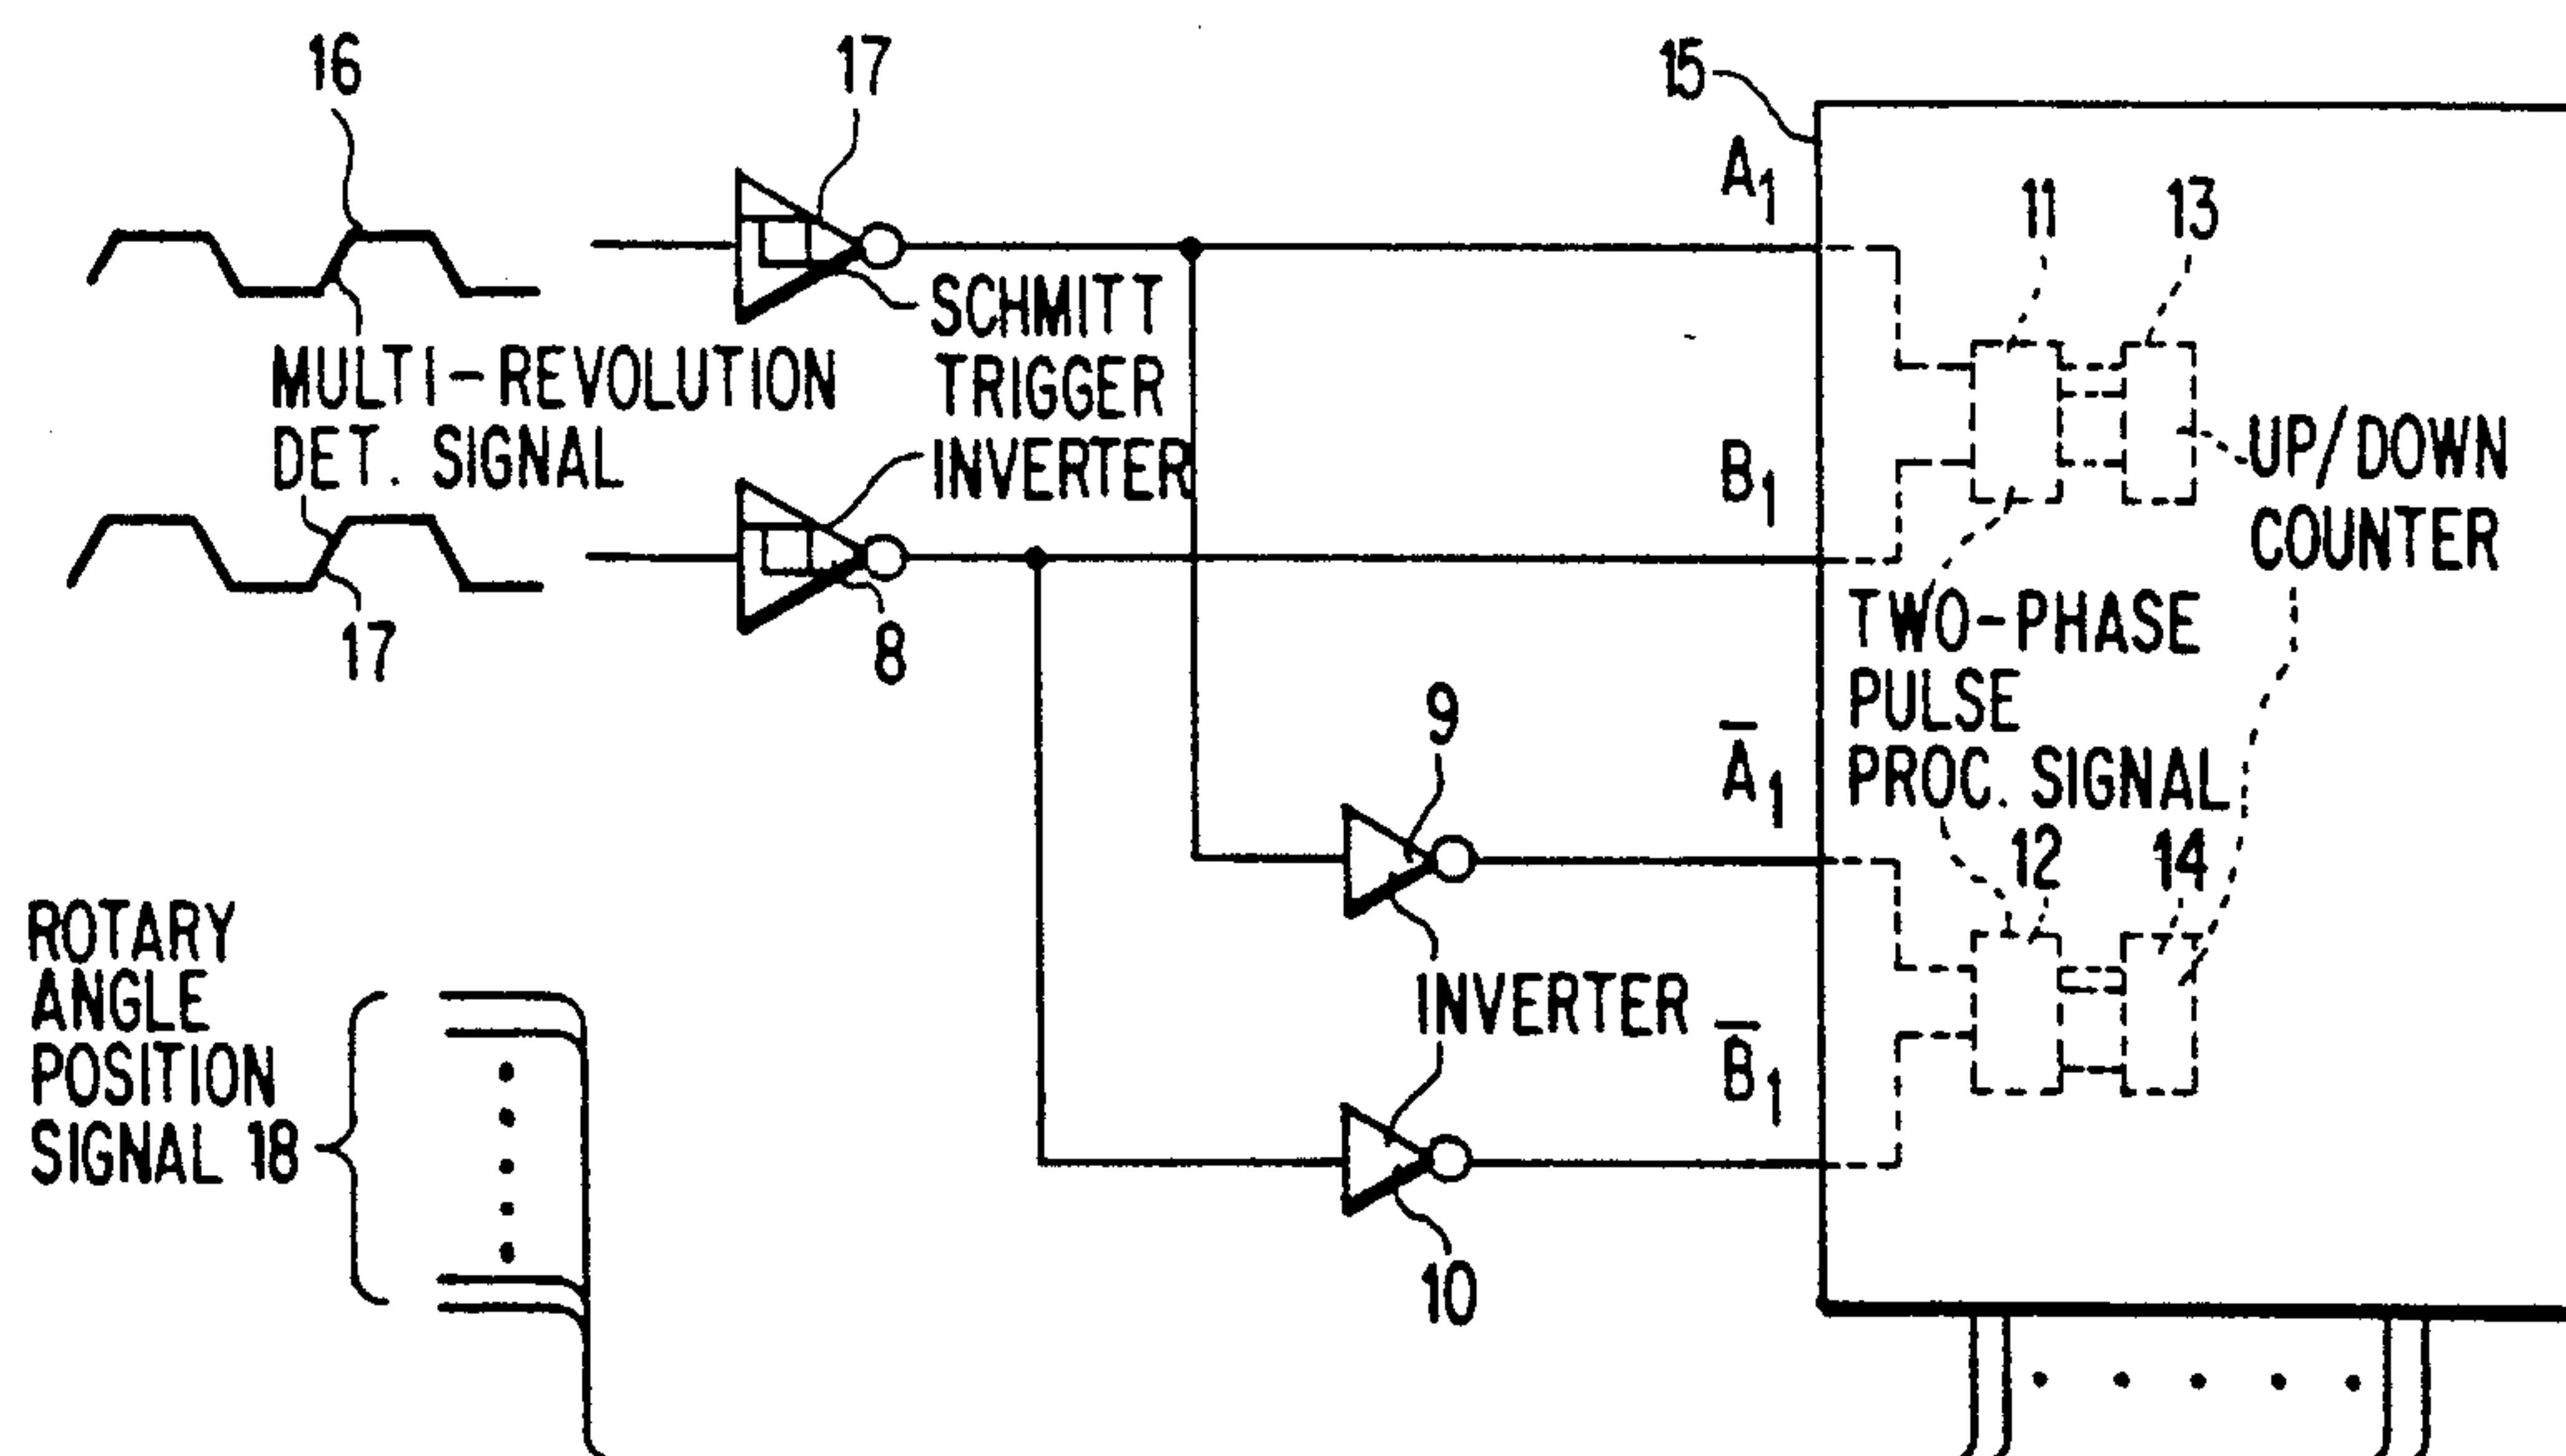 16
17
15
A1
11
13
SCHMITT
TRIGGER
INVERTER
MULTI-REVOLUTION
DET. SIGNAL
B1
UP/DOWN
COUNTER
17
8
TWO-PHASE
PULSE
PROC. SIGNAL
9
A̅1
12
14
ROTARY
ANGLE
POSITION
SIGNAL 18
INVERTER
B̅1
10